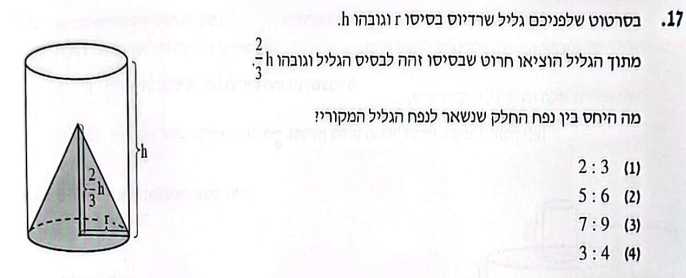 17. בסרטוט שלפניכם גליל שרדיוס בסיסו r וגובהו h.
מתוך הגליל הוציאו חרוט שבסיסו זהה לבסיס הגליל וגובהו 2/3 h.
מה היחס בין נפח החלק שנשאר לנפח הגליל המקורי?
(1) 2 : 3
(2) 5 : 6
(3) 7 : 9
(4) 3 : 4
h
2/3 h
r